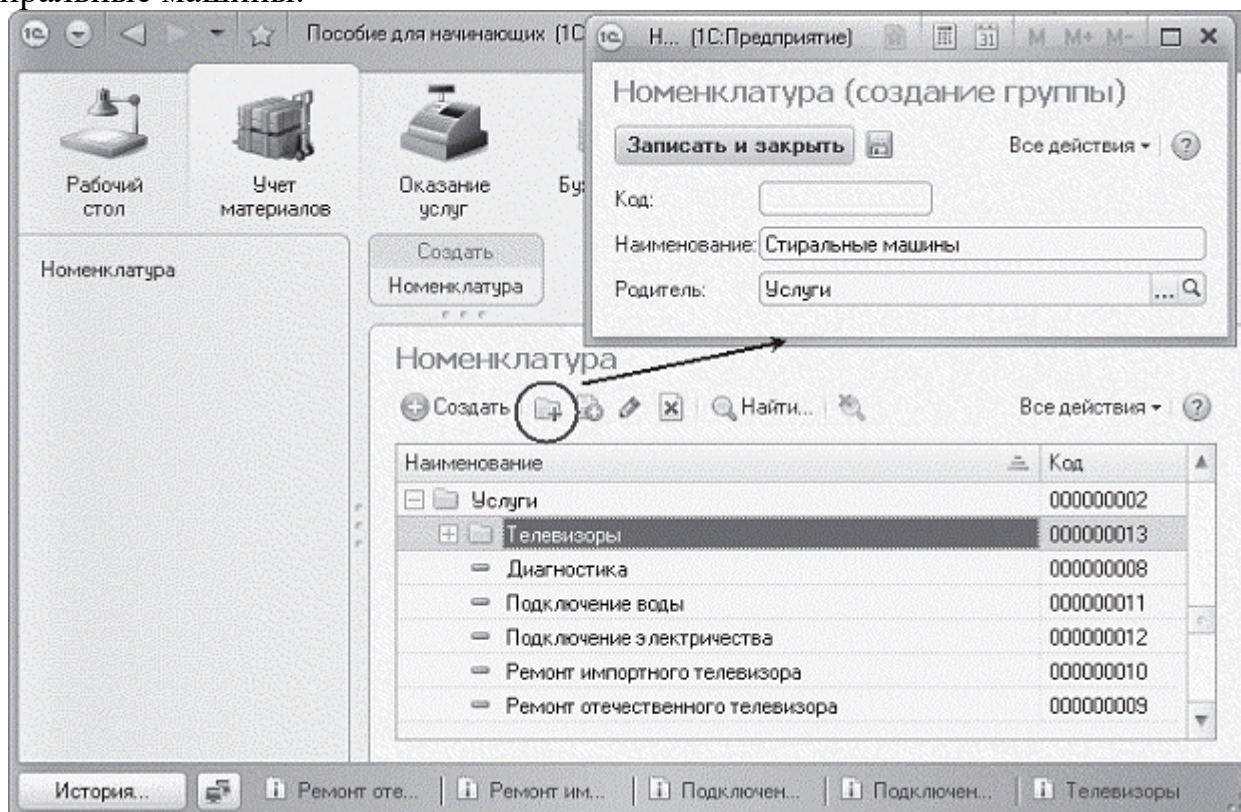 иральные машины.
Пособие для начинающих (1С
Н... (1С:Предприятие)
31 M M+ M-
Номенклатура (создание группы)
Записать и закрыть
Все действия
Код:
Наименование: Стиральные машины
Родитель: Услуги
Рабочий
стол
Учет
материалов
Оказание
услуг
Номенклатура
Создать
Номенклатура
Номенклатура
Создать
Найти...
Все действия
Наименование Код
Услуги 000000002
Телевизоры 000000013
Диагностика 000000008
Подключение воды 000000011
Подключение электричества 000000012
Ремонт импортного телевизора 000000010
Ремонт отечественного телевизора 000000009
История...
Ремонт оте...
Ремонт им...
Подключен...
Подключен...
Телевизоры